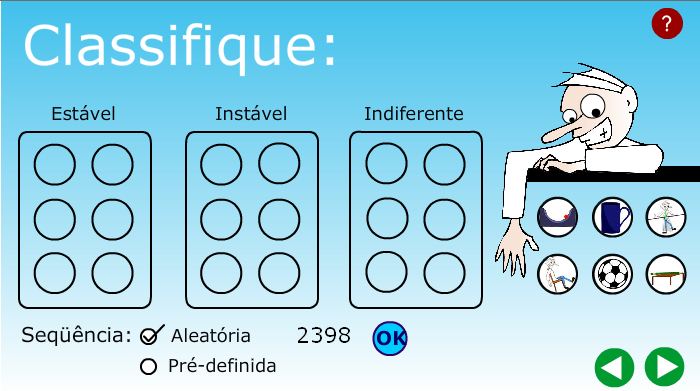 Classifique:
?
Estável Instável Indiferente
Seqüência: Aleatória 2398 OK
Pré-definida